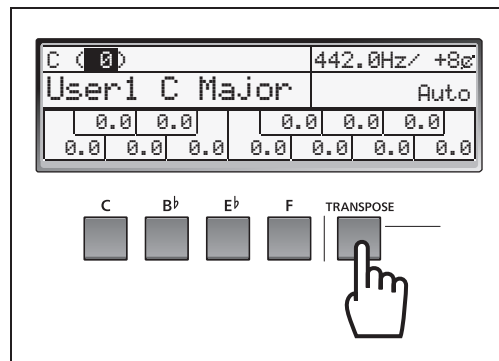 C ( 0) 442.0Hz/ +8¢
User1 C Major Auto
0.0 0.0 0.0 0.0 0.0
0.0 0.0 0.0 0.0 0.0 0.0 0.0
C B♭ E♭ F TRANSPOSE